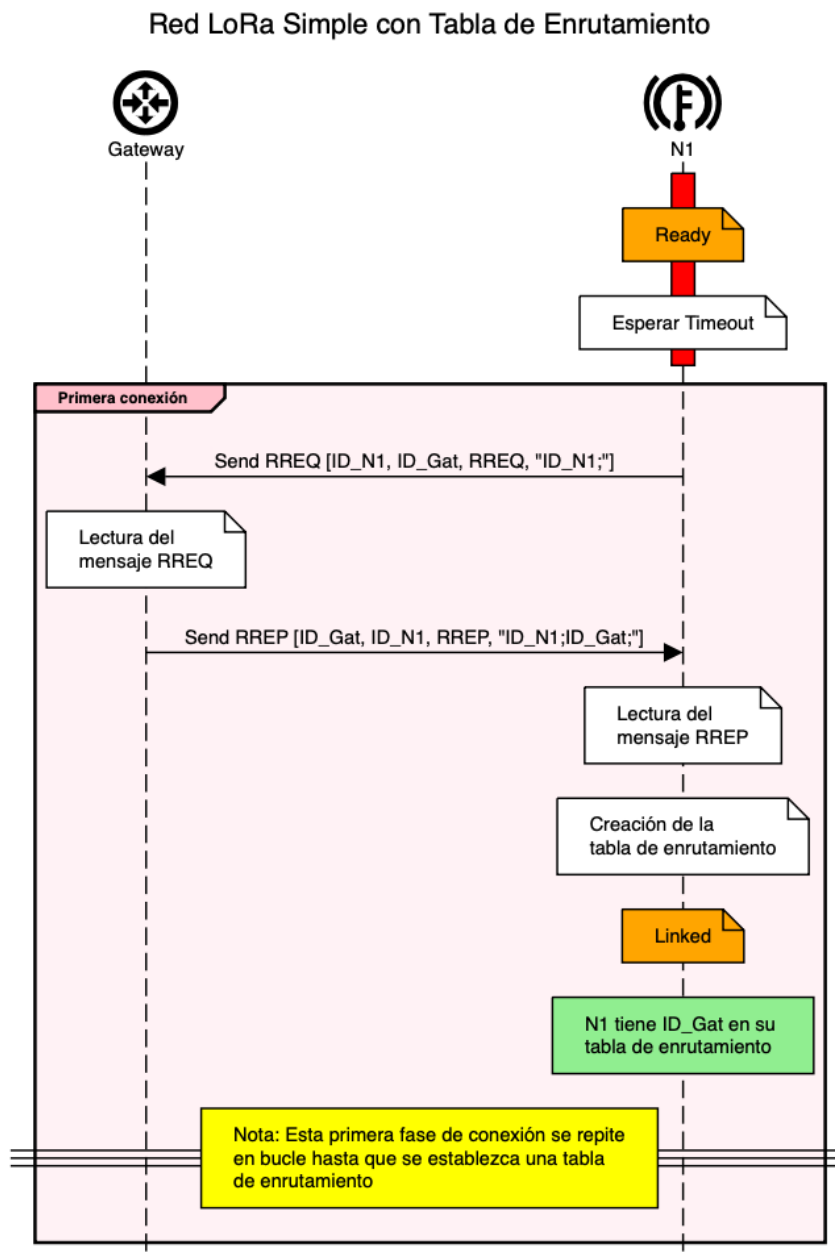 Red LoRa Simple con Tabla de Enrutamiento
Gateway
N1
Ready
Esperar Timeout
Primera conexión
Send RREQ [ID_N1, ID_Gat, RREQ, "ID_N1;"]
Lectura del
mensaje RREQ
Send RREP [ID_Gat, ID_N1, RREP, "ID_N1;ID_Gat;"]
Lectura del
mensaje RREP
Creación de la
tabla de enrutamiento
Linked
N1 tiene ID_Gat en su
tabla de enrutamiento
Nota: Esta primera fase de conexión se repite
en bucle hasta que se establezca una tabla
de enrutamiento